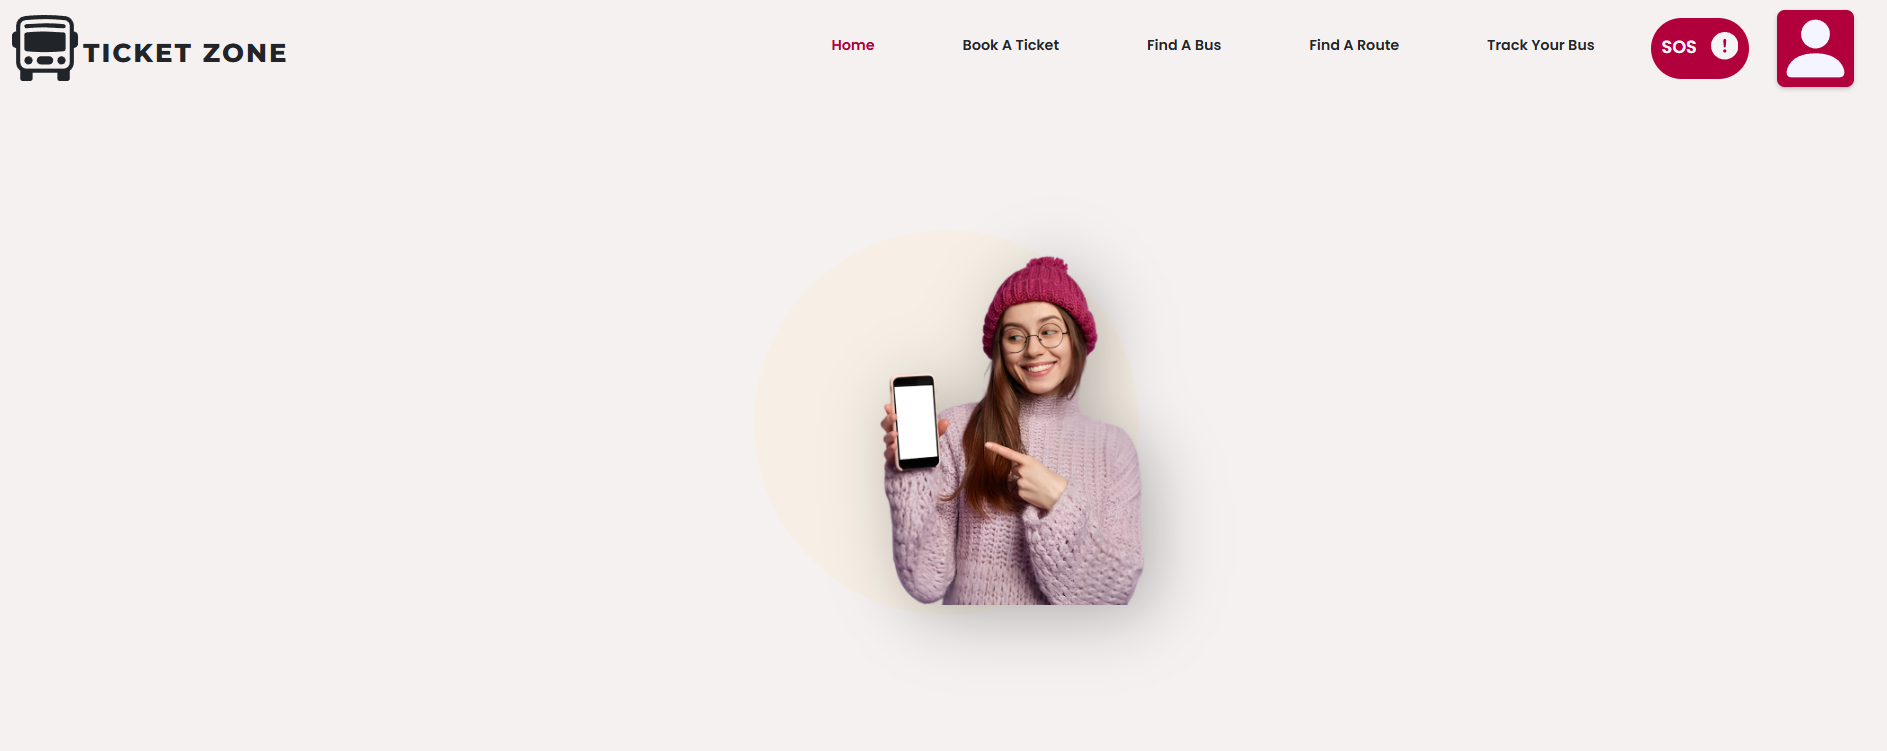 TICKET ZONE
Home
Book A Ticket
Find A Bus
Find A Route
Track Your Bus
SOS !